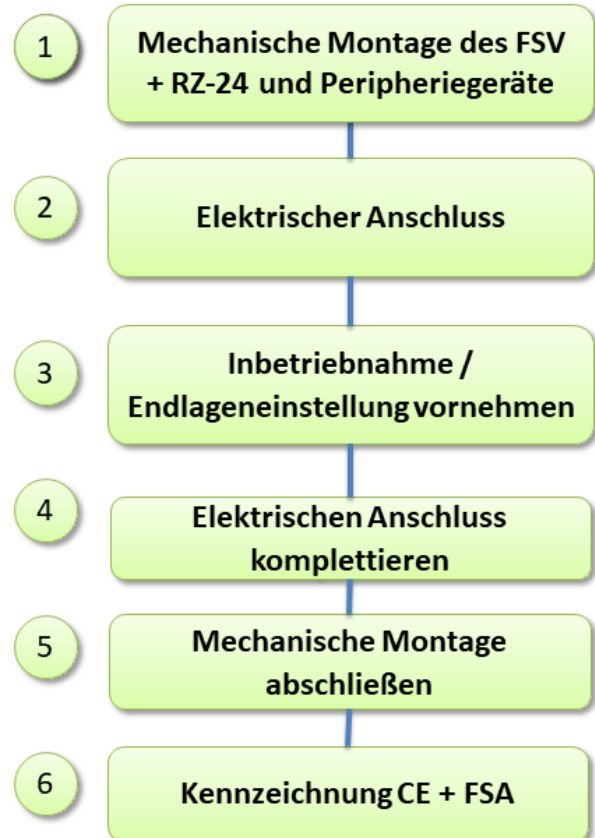 1
Mechanische Montage des FSV
+ RZ-24 und Peripheriegeräte
2
Elektrischer Anschluss
3
Inbetriebnahme /
Endlageneinstellung vornehmen
4
Elektrischen Anschluss
komplettieren
5
Mechanische Montage
abschließen
6
Kennzeichnung CE + FSA